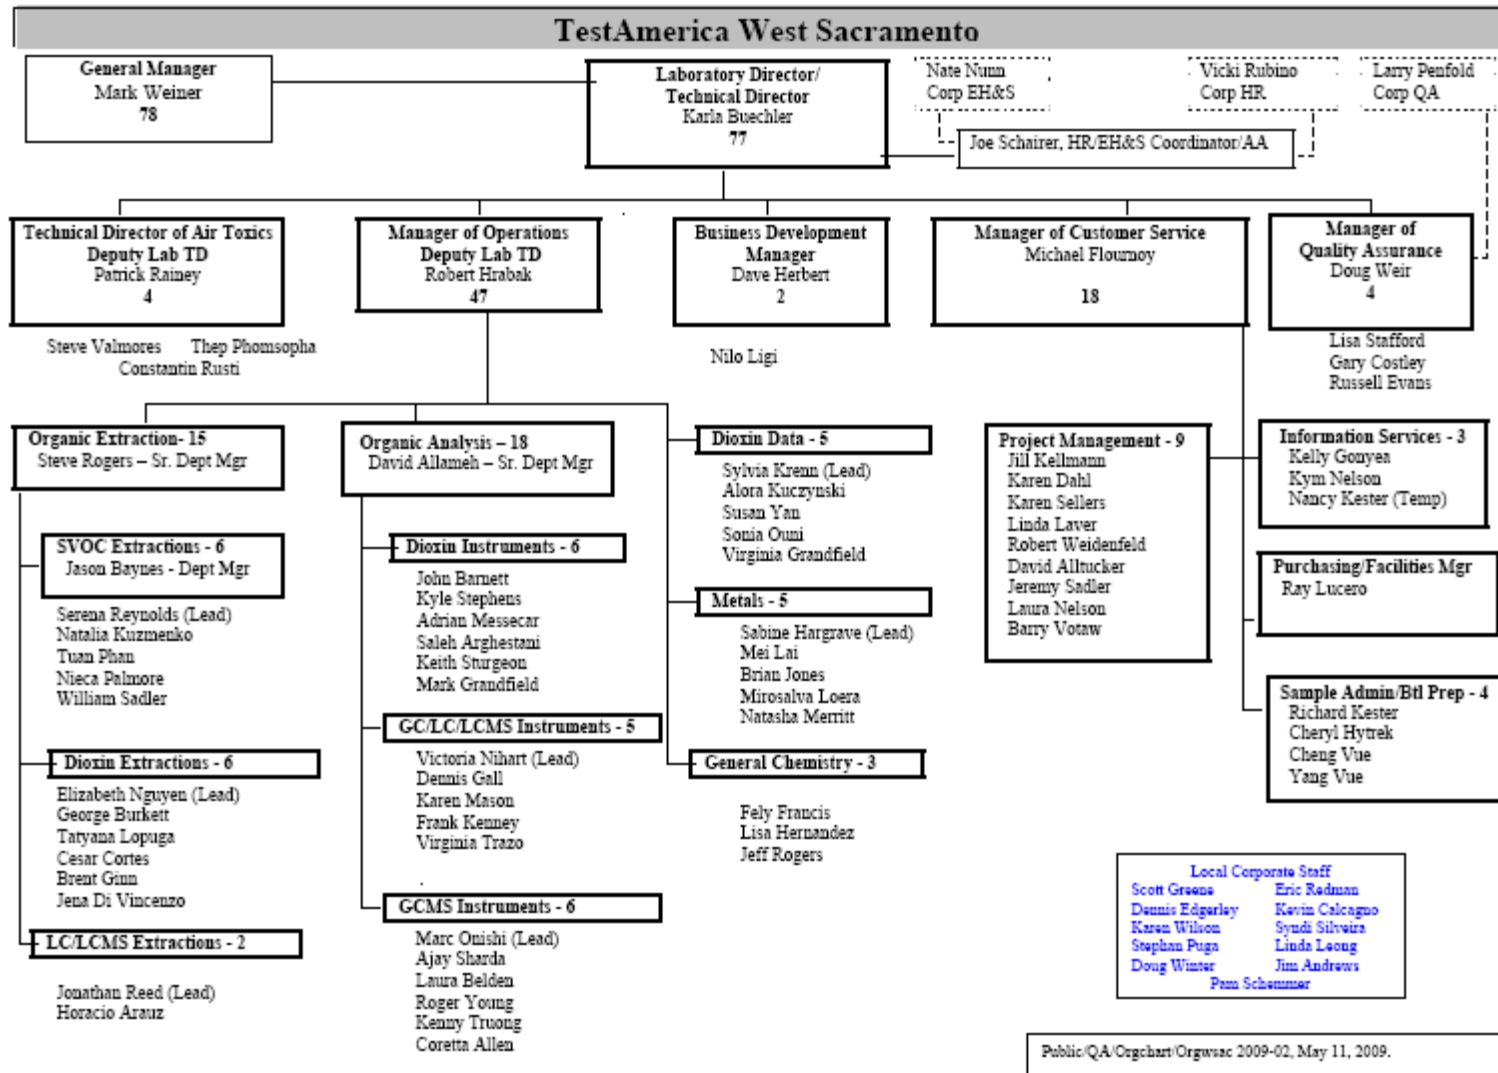 TestAmerica West Sacramento
General Manager
Mark Weiner
78
Laboratory Director/
Technical Director
Karla Buechler
77
Nate Nunn
Corp EH&S
Vicki Rubino
Corp HR
Larry Penfold
Corp QA
Joe Schairer, HR/EH&S Coordinator/AA
Technical Director of Air Toxics
Deputy Lab TD
Patrick Rainey
4
Steve Valmores Thep Phomsopha
Constantin Rusti
Manager of Operations
Deputy Lab TD
Robert Hrabak
47
Business Development
Manager
Dave Herbert
2
Nilo Ligi
Manager of Customer Service
Michael Flournoy
18
Manager of
Quality Assurance
Doug Weir
4
Lisa Stafford
Gary Costley
Russell Evans
Organic Extraction- 15
Steve Rogers – Sr. Dept Mgr
SVOC Extractions - 6
Jason Baynes - Dept Mgr
Serena Reynolds (Lead)
Natalia Kuzmenko
Tuan Phan
Nieca Palmore
William Sadler
Dioxin Extractions - 6
Elizabeth Nguyen (Lead)
George Burkett
Tatyana Lopuga
Cesar Cortes
Brent Ginn
Jena Di Vincenzo
LC/LCMS Extractions - 2
Jonathan Reed (Lead)
Horacio Arauz
Organic Analysis – 18
David Allameh – Sr. Dept Mgr
Dioxin Instruments - 6
John Barnett
Kyle Stephens
Adrian Messecar
Saleh Arghestani
Keith Sturgeon
Mark Grandfield
GC/LC/LCMS Instruments - 5
Victoria Nihart (Lead)
Dennis Gall
Karen Mason
Frank Kenney
Virginia Trazo
GCMS Instruments - 6
Marc Onishi (Lead)
Ajay Sharda
Laura Belden
Roger Young
Kenny Truong
Coretta Allen
Dioxin Data - 5
Sylvia Krenn (Lead)
Alora Kuczynski
Susan Yan
Sonia Ouni
Virginia Grandfield
Metals - 5
Sabine Hargrave (Lead)
Mei Lai
Brian Jones
Mirosalva Loera
Natasha Merritt
General Chemistry - 3
Fely Francis
Lisa Hernandez
Jeff Rogers
Project Management - 9
Jill Kellmann
Karen Dahl
Karen Sellers
Linda Laver
Robert Weidenfeld
David Alltucker
Jeremy Sadler
Laura Nelson
Barry Votaw
Information Services - 3
Kelly Gonyea
Kym Nelson
Nancy Kester (Temp)
Purchasing/Facilities Mgr
Ray Lucero
Sample Admin/Btl Prep - 4
Richard Kester
Cheryl Hytrek
Cheng Vue
Yang Vue
Local Corporate Staff
Scott Greene Eric Redman
Dennis Edgerley Kevin Calcagno
Karen Wilson Syndi Silveira
Stephan Puga Linda Leong
Doug Winter Jim Andrews
Pam Schemmer
Public/QA/Orgchart/Orgwsac 2009-02, May 11, 2009.